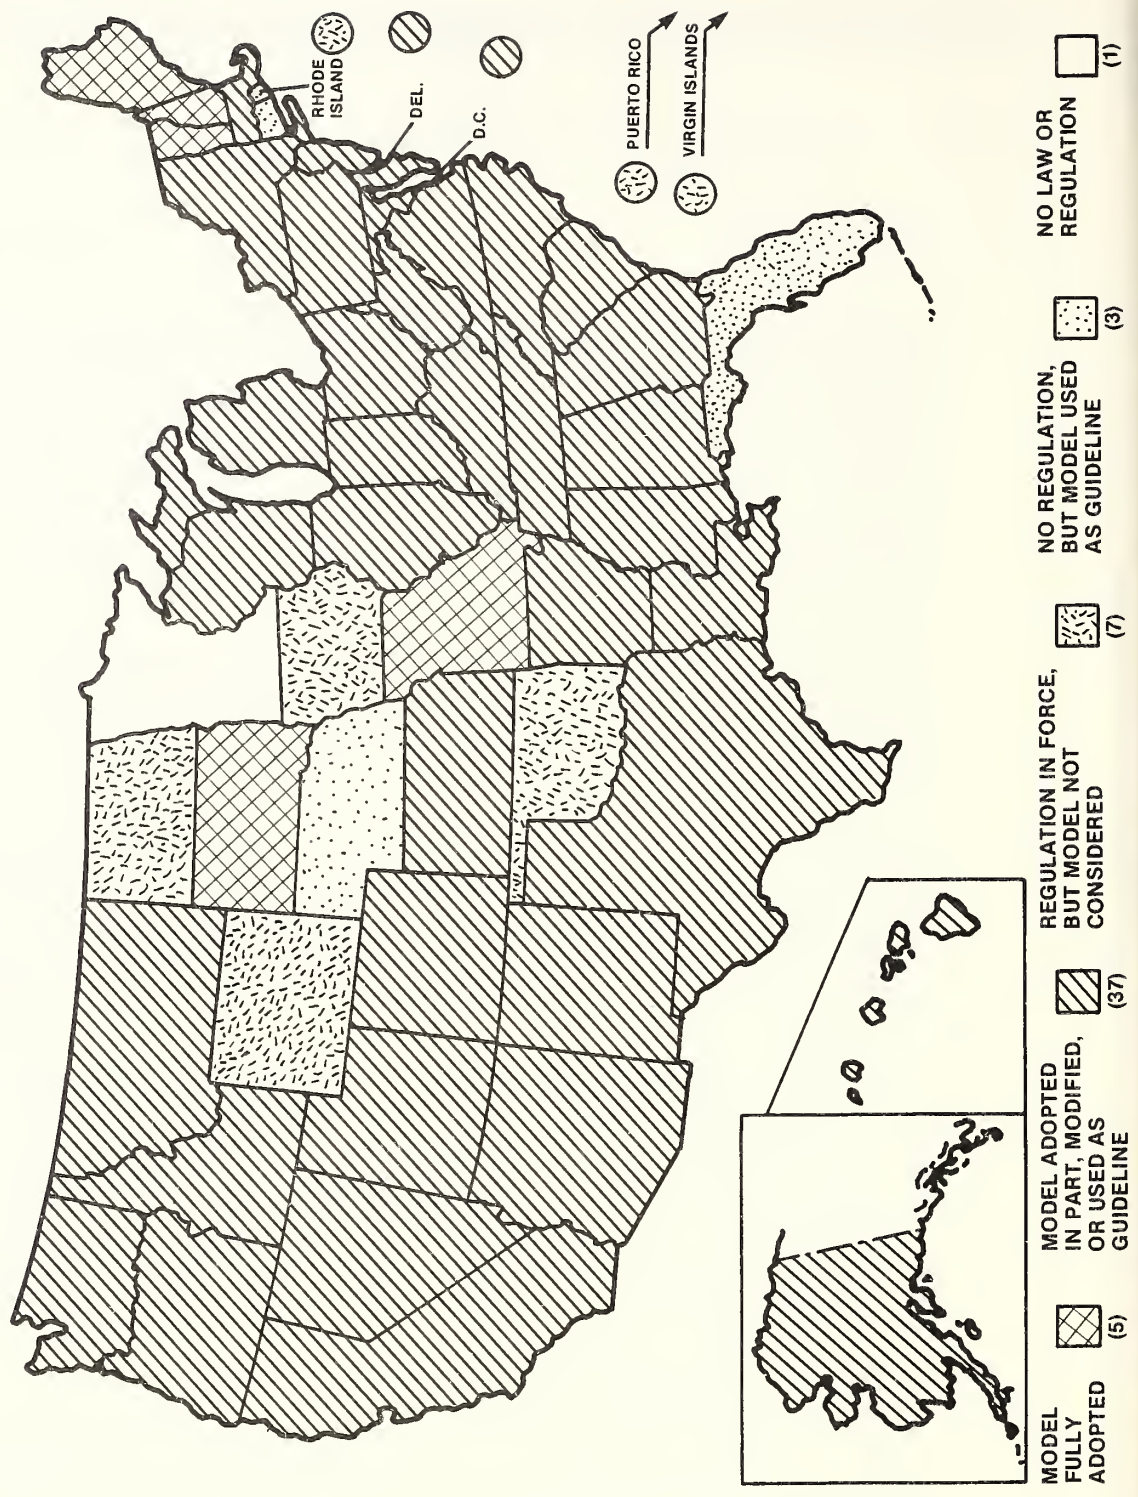 RHODE
ISLAND
DEL.
D.C.
PUERTO RICO
VIRGIN ISLANDS
MODEL
FULLY
ADOPTED
(5)
MODEL ADOPTED
IN PART, MODIFIED,
OR USED AS
GUIDELINE
(37)
REGULATION IN FORCE,
BUT MODEL NOT
CONSIDERED
(7)
NO REGULATION,
BUT MODEL USED
AS GUIDELINE
(3)
NO LAW OR
REGULATION
(1)